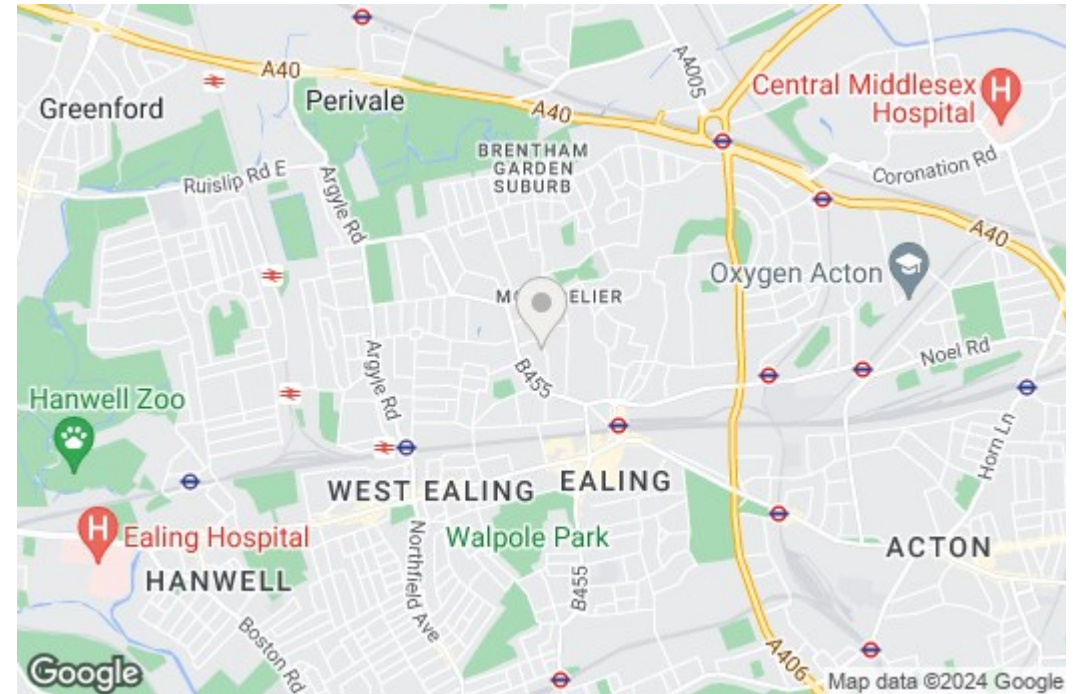 A40
Greenford
Perivale
A4005
A40
Central Middlesex
Hospital
H
BRENTHAM
GARDEN
SUBURB
Ruislip Rd E
Argyle Rd
Coronation Rd
A40
Oxygen Acton
Noel Rd
B455
Argyle Rd
Hanwell Zoo
Horn Ln
WEST EALING
EALING
H
Ealing Hospital
Walpole Park
ACTON
HANWELL
Northfield Ave
B455
Boston Rd
A406
Google
Map data ©2024 Google